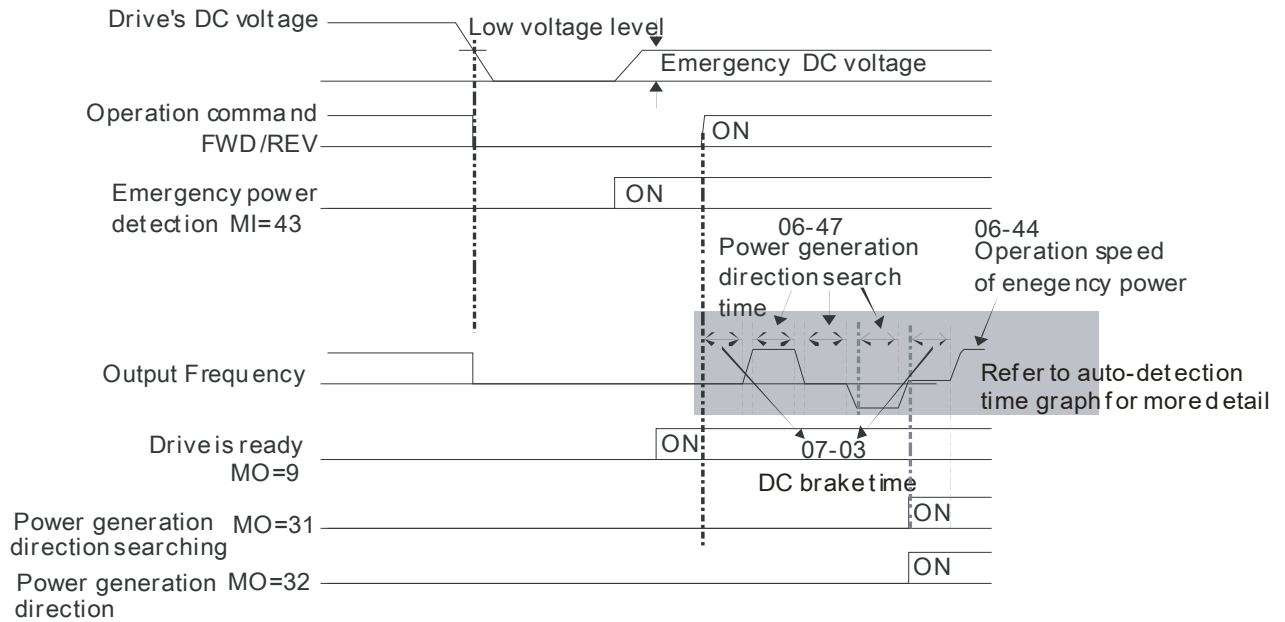 Drive's DC voltage
Low voltage level
Emergency DC voltage
Operation command
FWD/REV
ON
Emergency power
detection MI=43
ON
06-47
Power generation
direction search
time
06-44
Operation speed
of enegency power
Output Frequency
Refer to auto-detection
time graph for more detail
Drive is ready
MO=9
ON
07-03
DC brake time
Power generation MO=31
direction searching
ON
Power generation MO=32
direction
ON